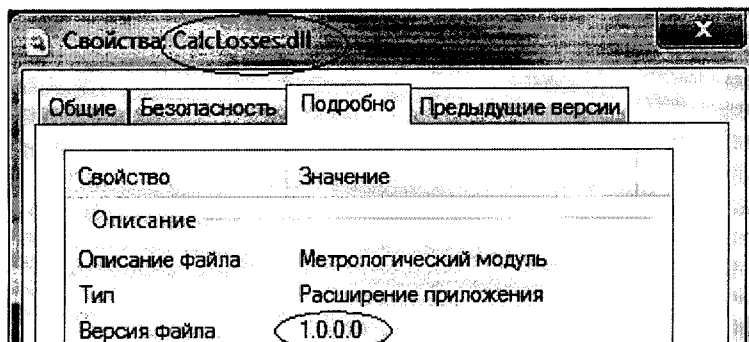 Свойства: CalcLosses.dll
Общие Безопасность Подробно Предыдущие версии
Свойство Значение
Описание
Описание файла Метрологический модуль
Тип Расширение приложения
Версия файла 1.0.0.0